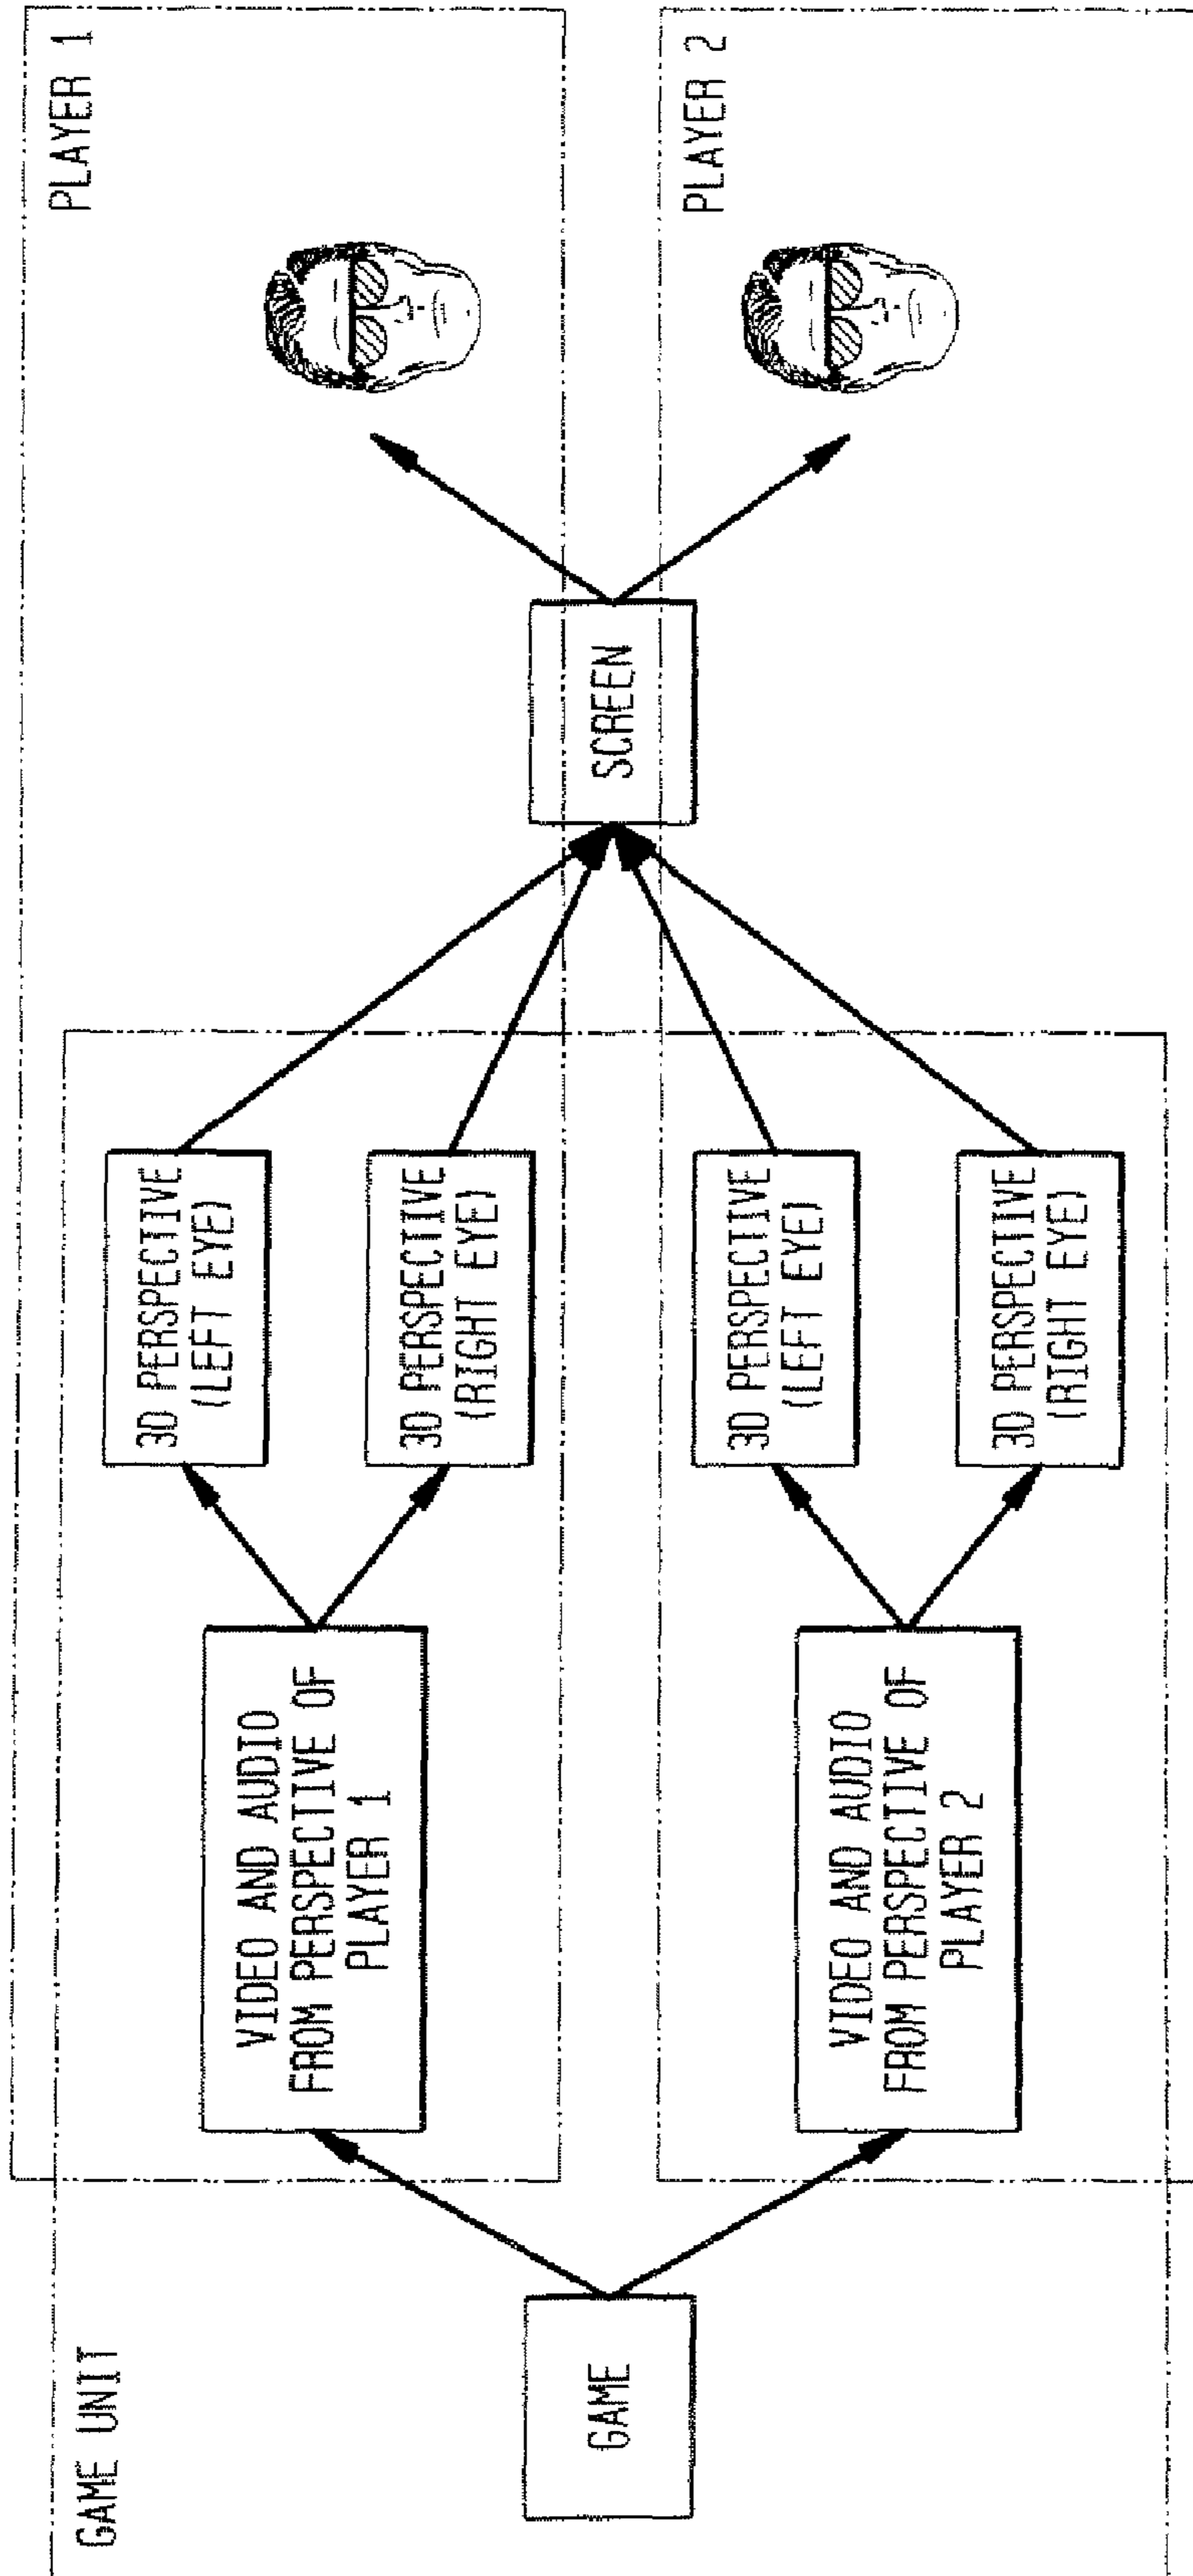 GAME UNIT
GAME
VIDEO AND AUDIO
FROM PERSPECTIVE OF
PLAYER 1
3D PERSPECTIVE
(LEFT EYE)
3D PERSPECTIVE
(RIGHT EYE)
PLAYER 1
SCREEN
VIDEO AND AUDIO
FROM PERSPECTIVE OF
PLAYER 2
3D PERSPECTIVE
(LEFT EYE)
3D PERSPECTIVE
(RIGHT EYE)
PLAYER 2